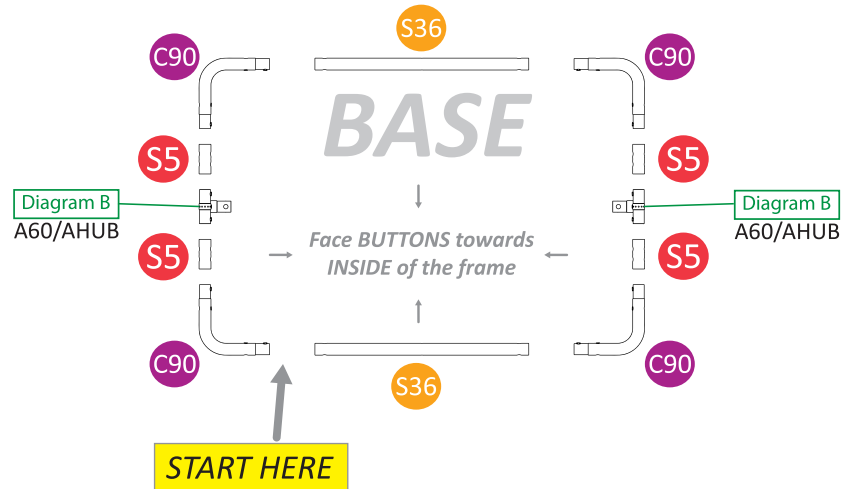 S36
C90
C90
BASE
S5
S5
Diagram B
Diagram B
A60/AHUB
A60/AHUB
Face BUTTONS towards
INSIDE of the frame
S5
S5
C90
C90
S36
START HERE